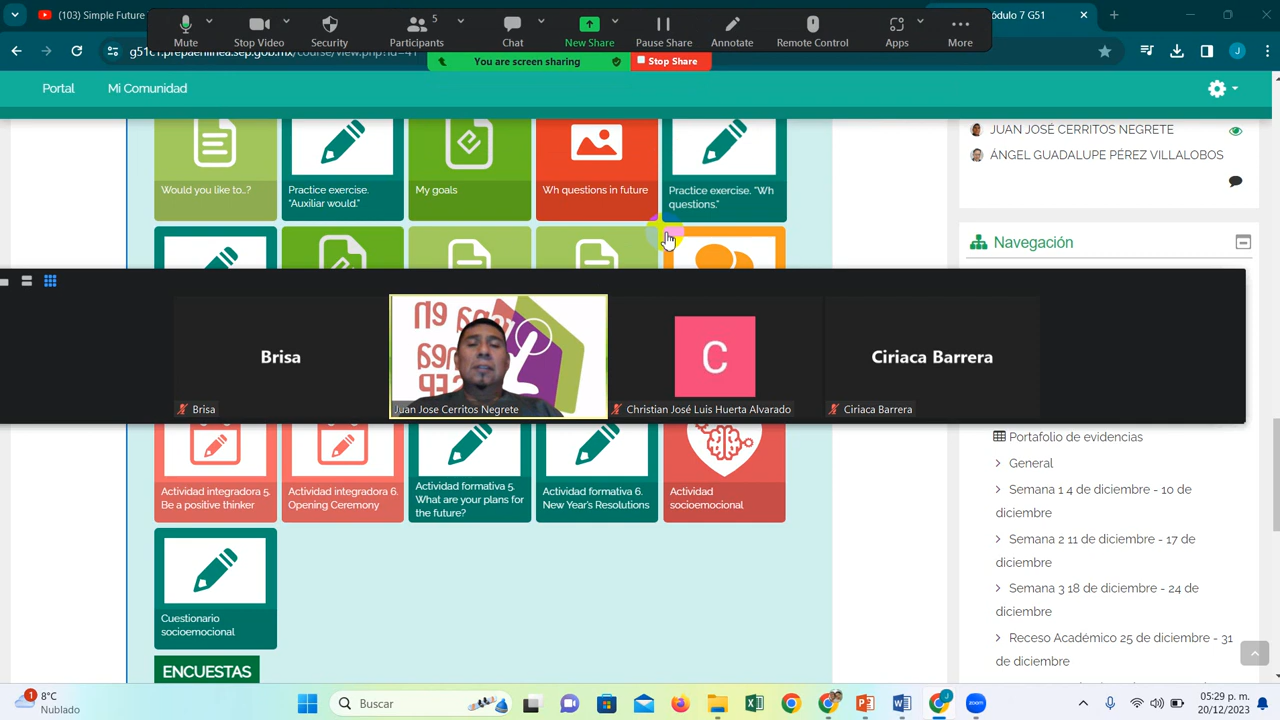 (103) Simple Future
ódulo 7 G51
Mute
Stop Video
Security
Participants
5
Chat
New Share
Pause Share
Annotate
Remote Control
Apps
More
You are screen sharing
Stop Share
Portal
Mi Comunidad
JUAN JOSÉ CERRITOS NEGRETE
ÁNGEL GUADALUPE PÉREZ VILLALOBOS
Would you like to..?
Practice exercise.
"Auxiliar would."
My goals
Wh questions in future
Practice exercise. "Wh
questions."
Navegación
Brisa
Ciriaca Barrera
C
Brisa
Juan Jose Cerritos Negrete
Christian José Luis Huerta Alvarado
Ciriaca Barrera
Portafolio de evidencias
General
Semana 1 4 de diciembre - 10 de
diciembre
Semana 2 11 de diciembre - 17 de
diciembre
Semana 3 18 de diciembre - 24 de
diciembre
Receso Académico 25 de diciembre - 31
de diciembre
Actividad integradora 5.
Be a positive thinker
Actividad integradora 6.
Opening Ceremony
Actividad formativa 5.
What are your plans for
the future?
Actividad formativa 6.
New Year's Resolutions
Actividad
socioemocional
Cuestionario
socioemocional
ENCUESTAS
1
8°C
Nublado
Buscar
05:29 p. m.
20/12/2023